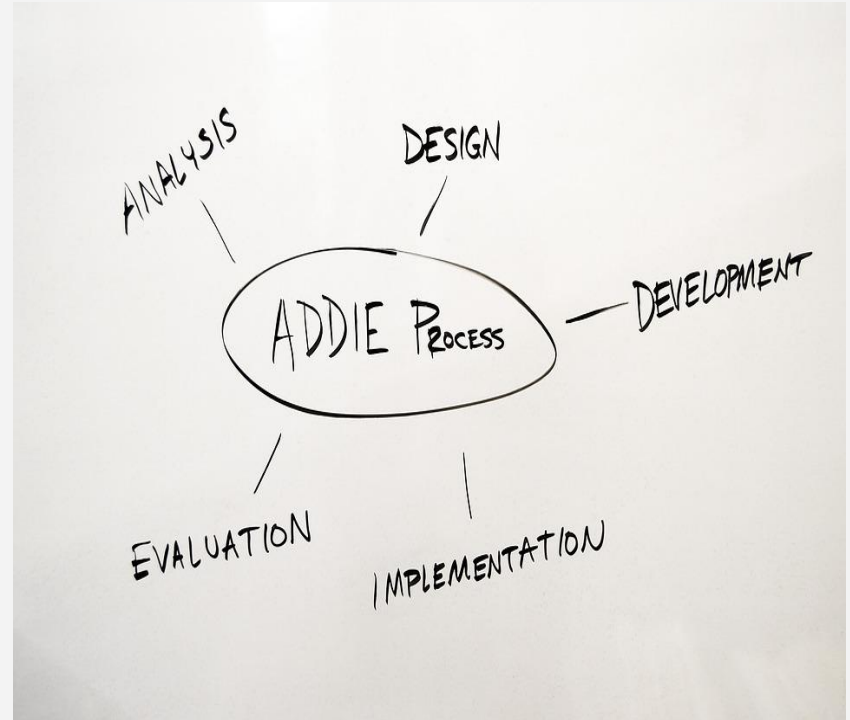 ANALYSIS
DESIGN
DEVELOPMENT
ADDIE PROCESS
EVALUATION
IMPLEMENTATION